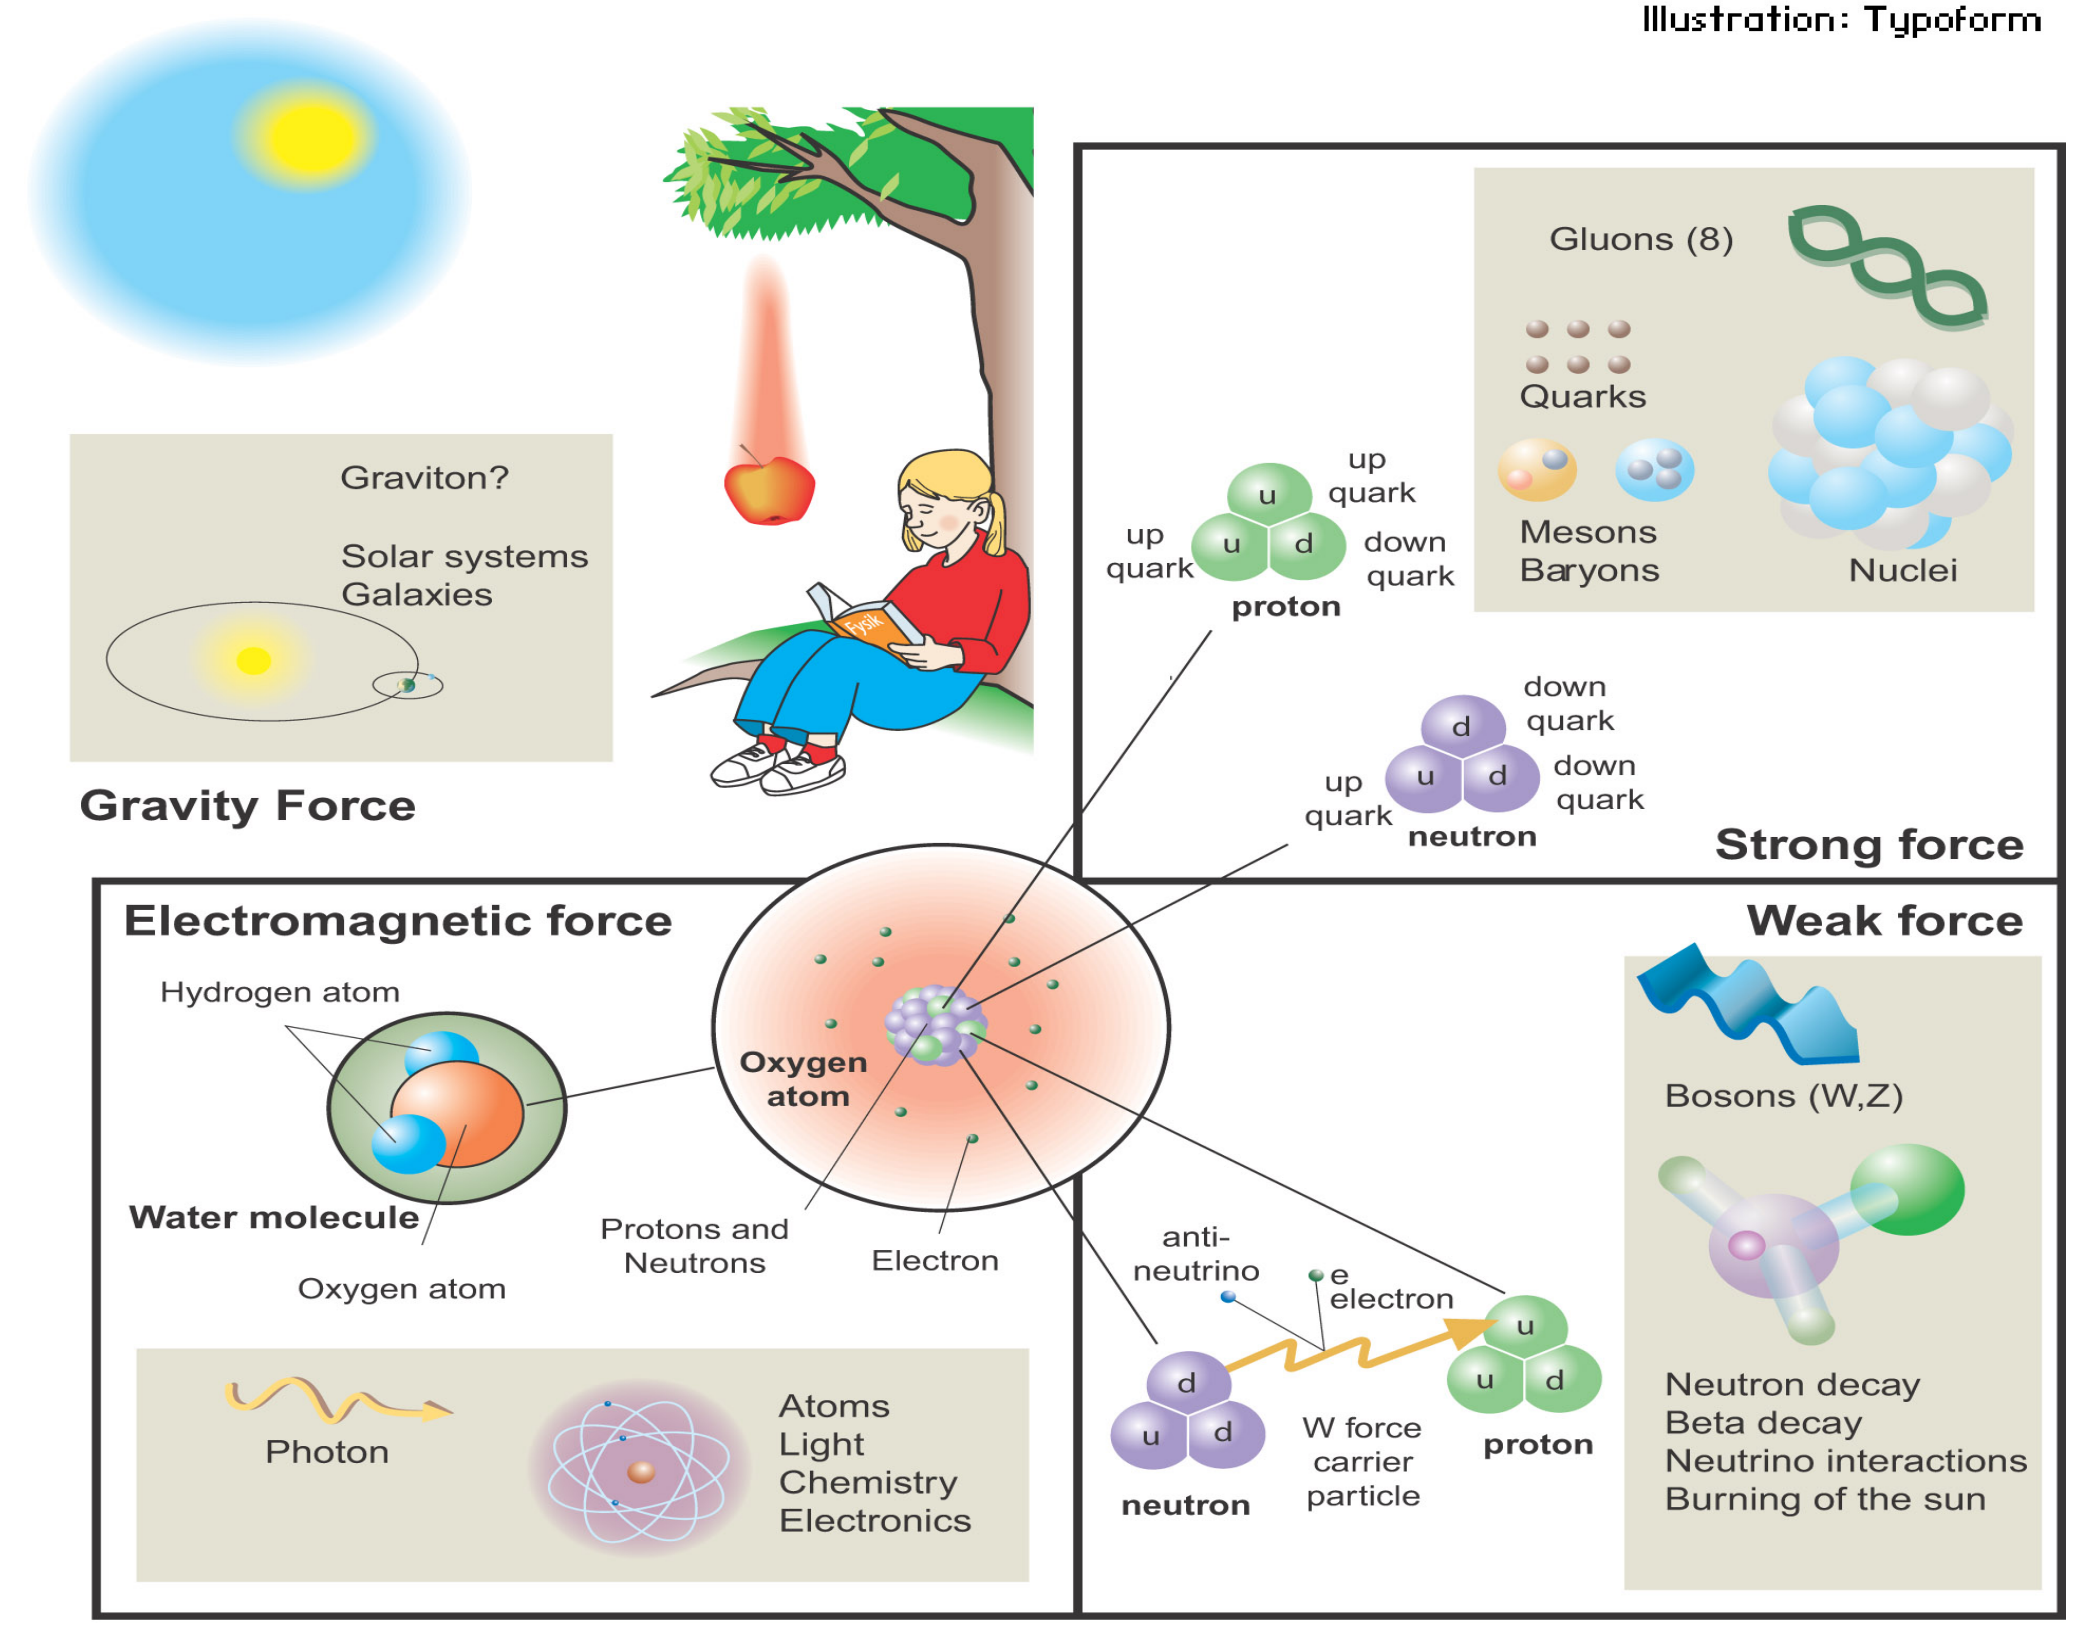 Illustration: Typoform
Graviton?
Solar systems
Galaxies
Gravity Force
Fysik
Gluons (8)
Quarks
Mesons
Baryons
Nuclei
up
quark
up
quark
down
quark
u
u
d
proton
down
quark
down
quark
up
quark
d
u
d
neutron
Strong force
Electromagnetic force
Hydrogen atom
Water molecule
Oxygen atom
Oxygen
atom
Protons and
Neutrons
Electron
Photon
Atoms
Light
Chemistry
Electronics
Weak force
Bosons (W,Z)
anti-
neutrino
e
electron
d
u
d
neutron
W force
carrier
particle
u
u
d
proton
Neutron decay
Beta decay
Neutrino interactions
Burning of the sun